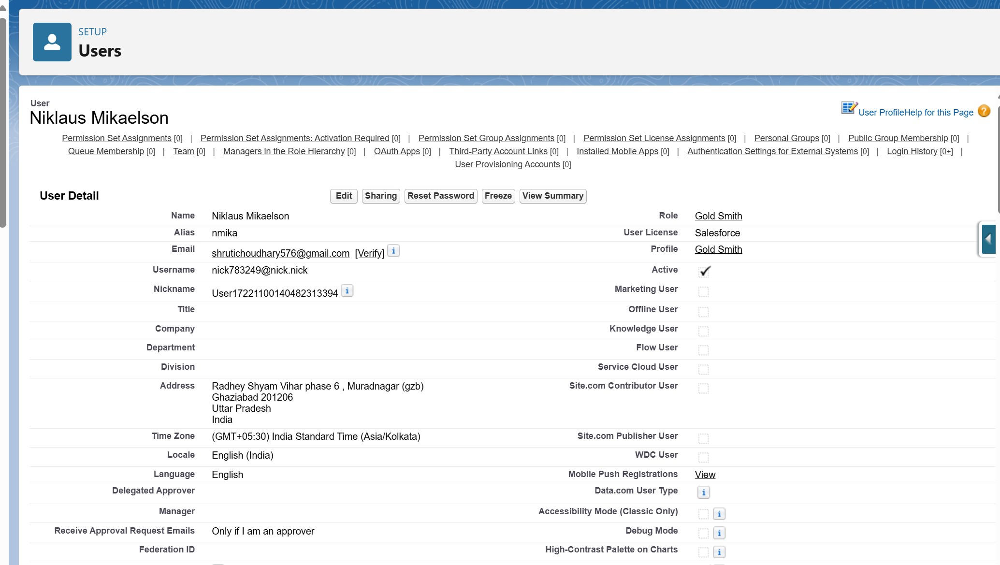 SETUP
Users
User
Niklaus Mikaelson
User ProfileHelp for this Page ?
Permission Set Assignments [0] | Permission Set Assignments: Activation Required [0] | Permission Set Group Assignments [0] | Permission Set License Assignments [0] | Personal Groups [0] | Public Group Membership [0] |
Queue Membership [0] | Team [0] | Managers in the Role Hierarchy [0] | OAuth Apps [0] | Third-Party Account Links [0] | Installed Mobile Apps [0] | Authentication Settings for External Systems [0] | Login History [0+] |
User Provisioning Accounts [0]
User Detail Edit Sharing Reset Password Freeze View Summary
Name Niklaus Mikaelson Role Gold Smith
Alias nmika User License Salesforce
Email shrutichoudhary576@gmail.com [Verify] i Profile Gold Smith
Username nick783249@nick.nick Active
Nickname User17221100140482313394 i Marketing User
Title Offline User
Company Knowledge User
Department Flow User
Division Service Cloud User
Address Radhey Shyam Vihar phase 6 , Muradnagar (gzb) Site.com Contributor User
Ghaziabad 201206
Uttar Pradesh
India
Time Zone (GMT+05:30) India Standard Time (Asia/Kolkata) Site.com Publisher User
Locale English (India) WDC User
Language English Mobile Push Registrations View
Delegated Approver Data.com User Type i
Manager Accessibility Mode (Classic Only) i
Receive Approval Request Emails Only if I am an approver Debug Mode i
Federation ID High-Contrast Palette on Charts i